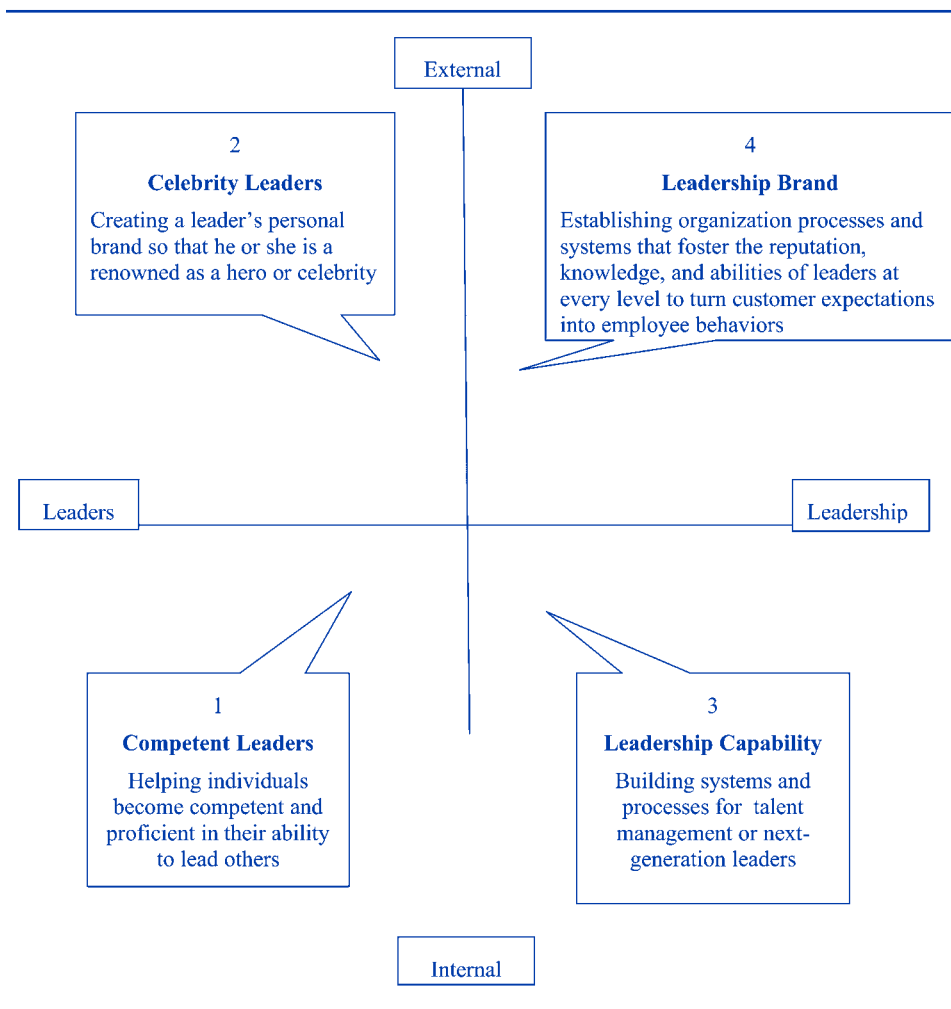 External
2
Celebrity Leaders
Creating a leader’s personal
brand so that he or she is a
renowned as a hero or celebrity
4
Leadership Brand
Establishing organization processes and
systems that foster the reputation,
knowledge, and abilities of leaders at
every level to turn customer expectations
into employee behaviors
Leaders
Leadership
1
Competent Leaders
Helping individuals
become competent and
proficient in their ability
to lead others
3
Leadership Capability
Building systems and
processes for talent
management or next-
generation leaders
Internal